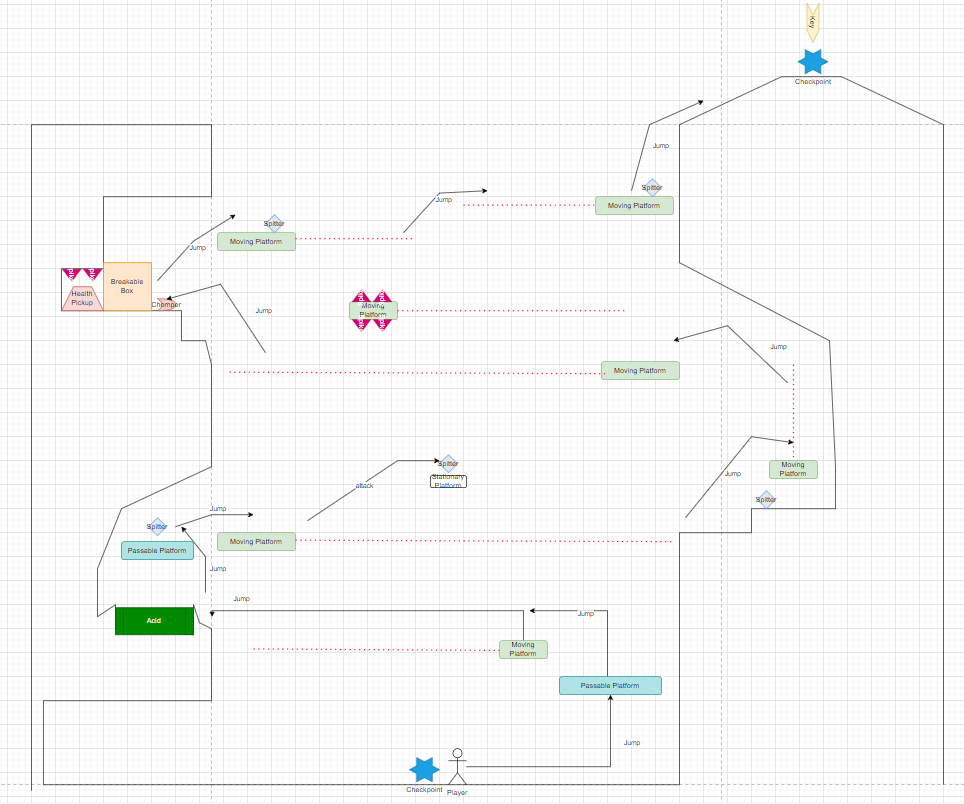 Key
Checkpoint
Jump
Spitter
Moving Platform
Jump
Spitter
Moving Platform
Jump
Breakable
Box
Health
Pickup
Chomper
Moving
Platform
Jump
Jump
Moving Platform
Moving
Platform
Spitter
Jump
Spitter
Stationary
Platform
attack
Jump
Spitter
Passable Platform
Moving Platform
Jump
Jump
Acid
Jump
Moving
Platform
Passable Platform
Jump
Checkpoint
Player